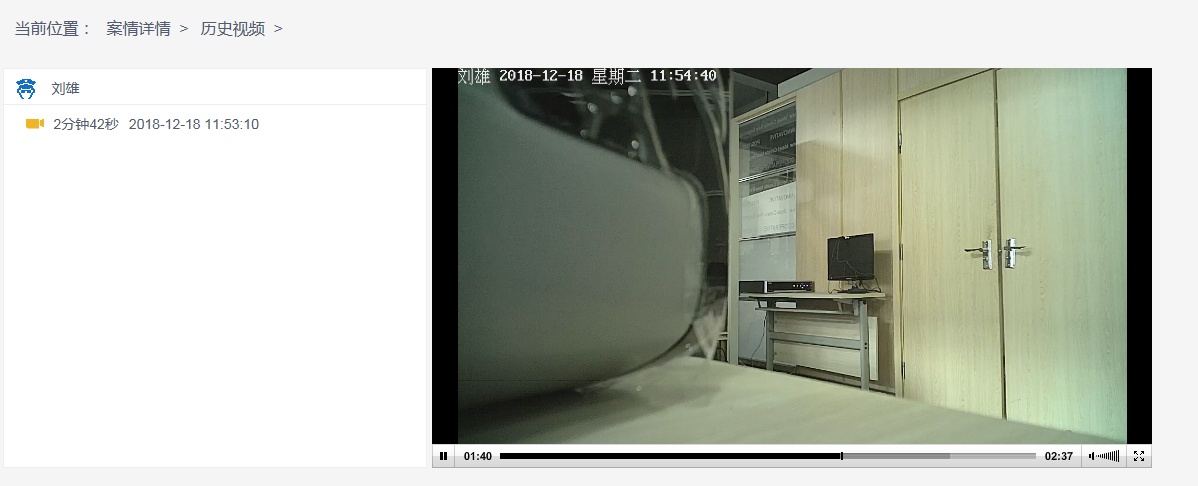 当前位置： 案情详情 > 历史视频 >
刘雄
2分钟42秒 2018-12-18 11:53:10
刘雄 2018-12-18 星期二 11:54:40
01:40 02:37